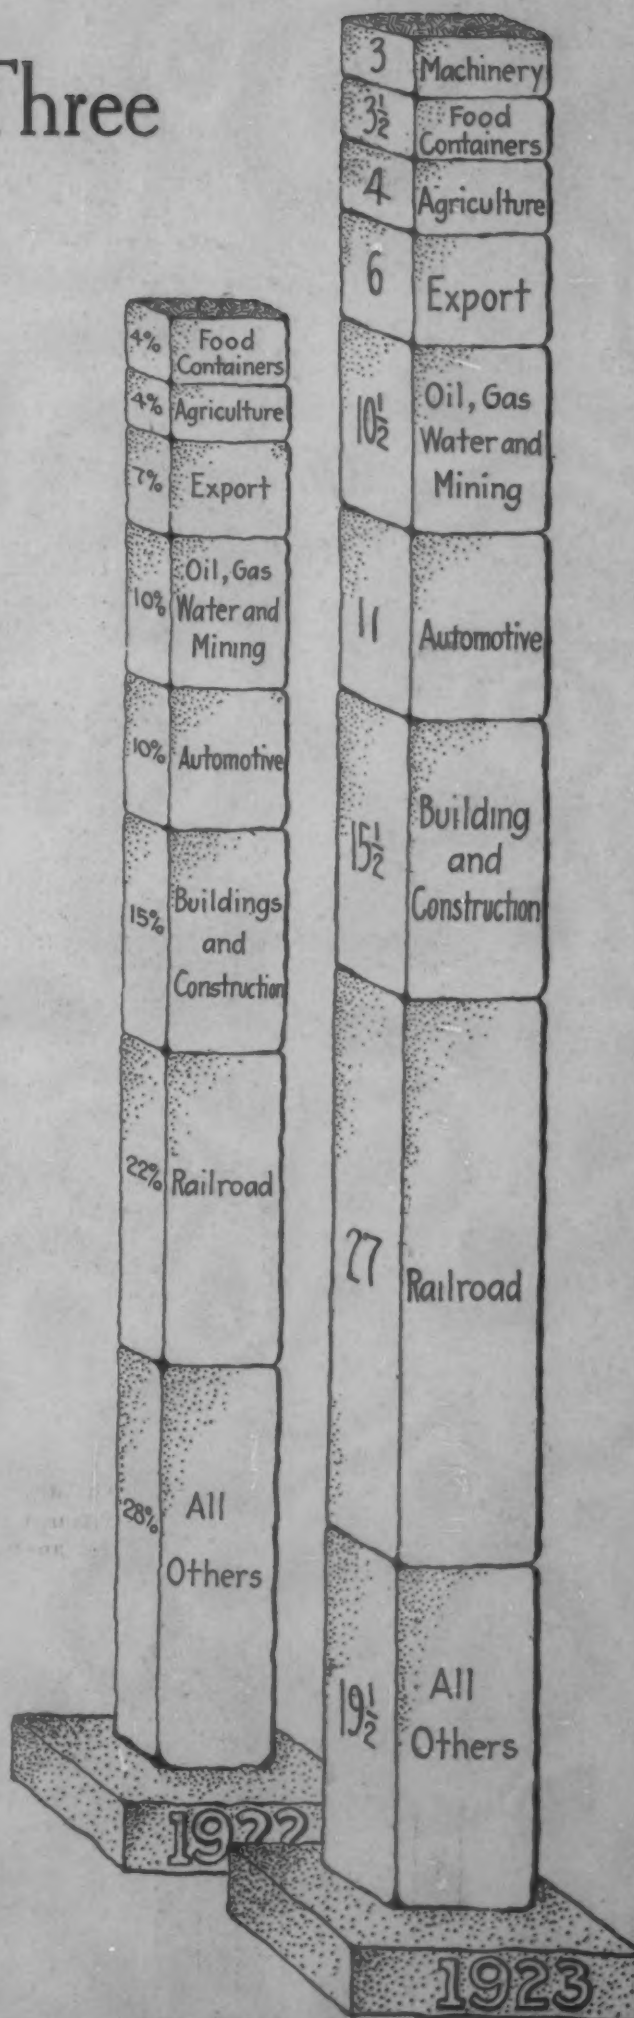 Three
4% Food
Containers
4% Agriculture
7% Export
10% Oil, Gas
Water and
Mining
10% Automotive
15% Buildings
and
Construction
22% Railroad
28% All
Others
1922
3 Machinery
3½ Food
Containers
4 Agriculture
6 Export
10½ Oil, Gas
Water and
Mining
11 Automotive
15½ Building
and
Construction
27 Railroad
19½ All
Others
1923